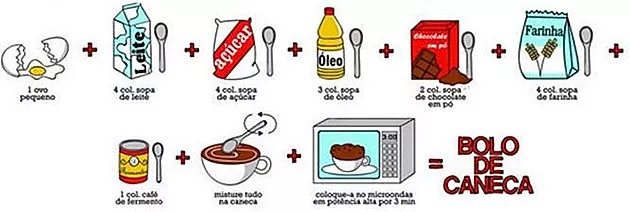 Leite
açúcar
Óleo
Chocolate
em pó
Farinha
1 ovo
pequeno
4 col. sopa
de leite
4 col. sopa
de açúcar
3 col. sopa
de óleo
2 col. sopa
de chocolate
em pó
4 col. sopa
de farinha
3:00
1 col. café
de fermento
misture tudo
na caneca
coloque-a no microondas
em potência alta por 3 min
= BOLO
DE
CANECA